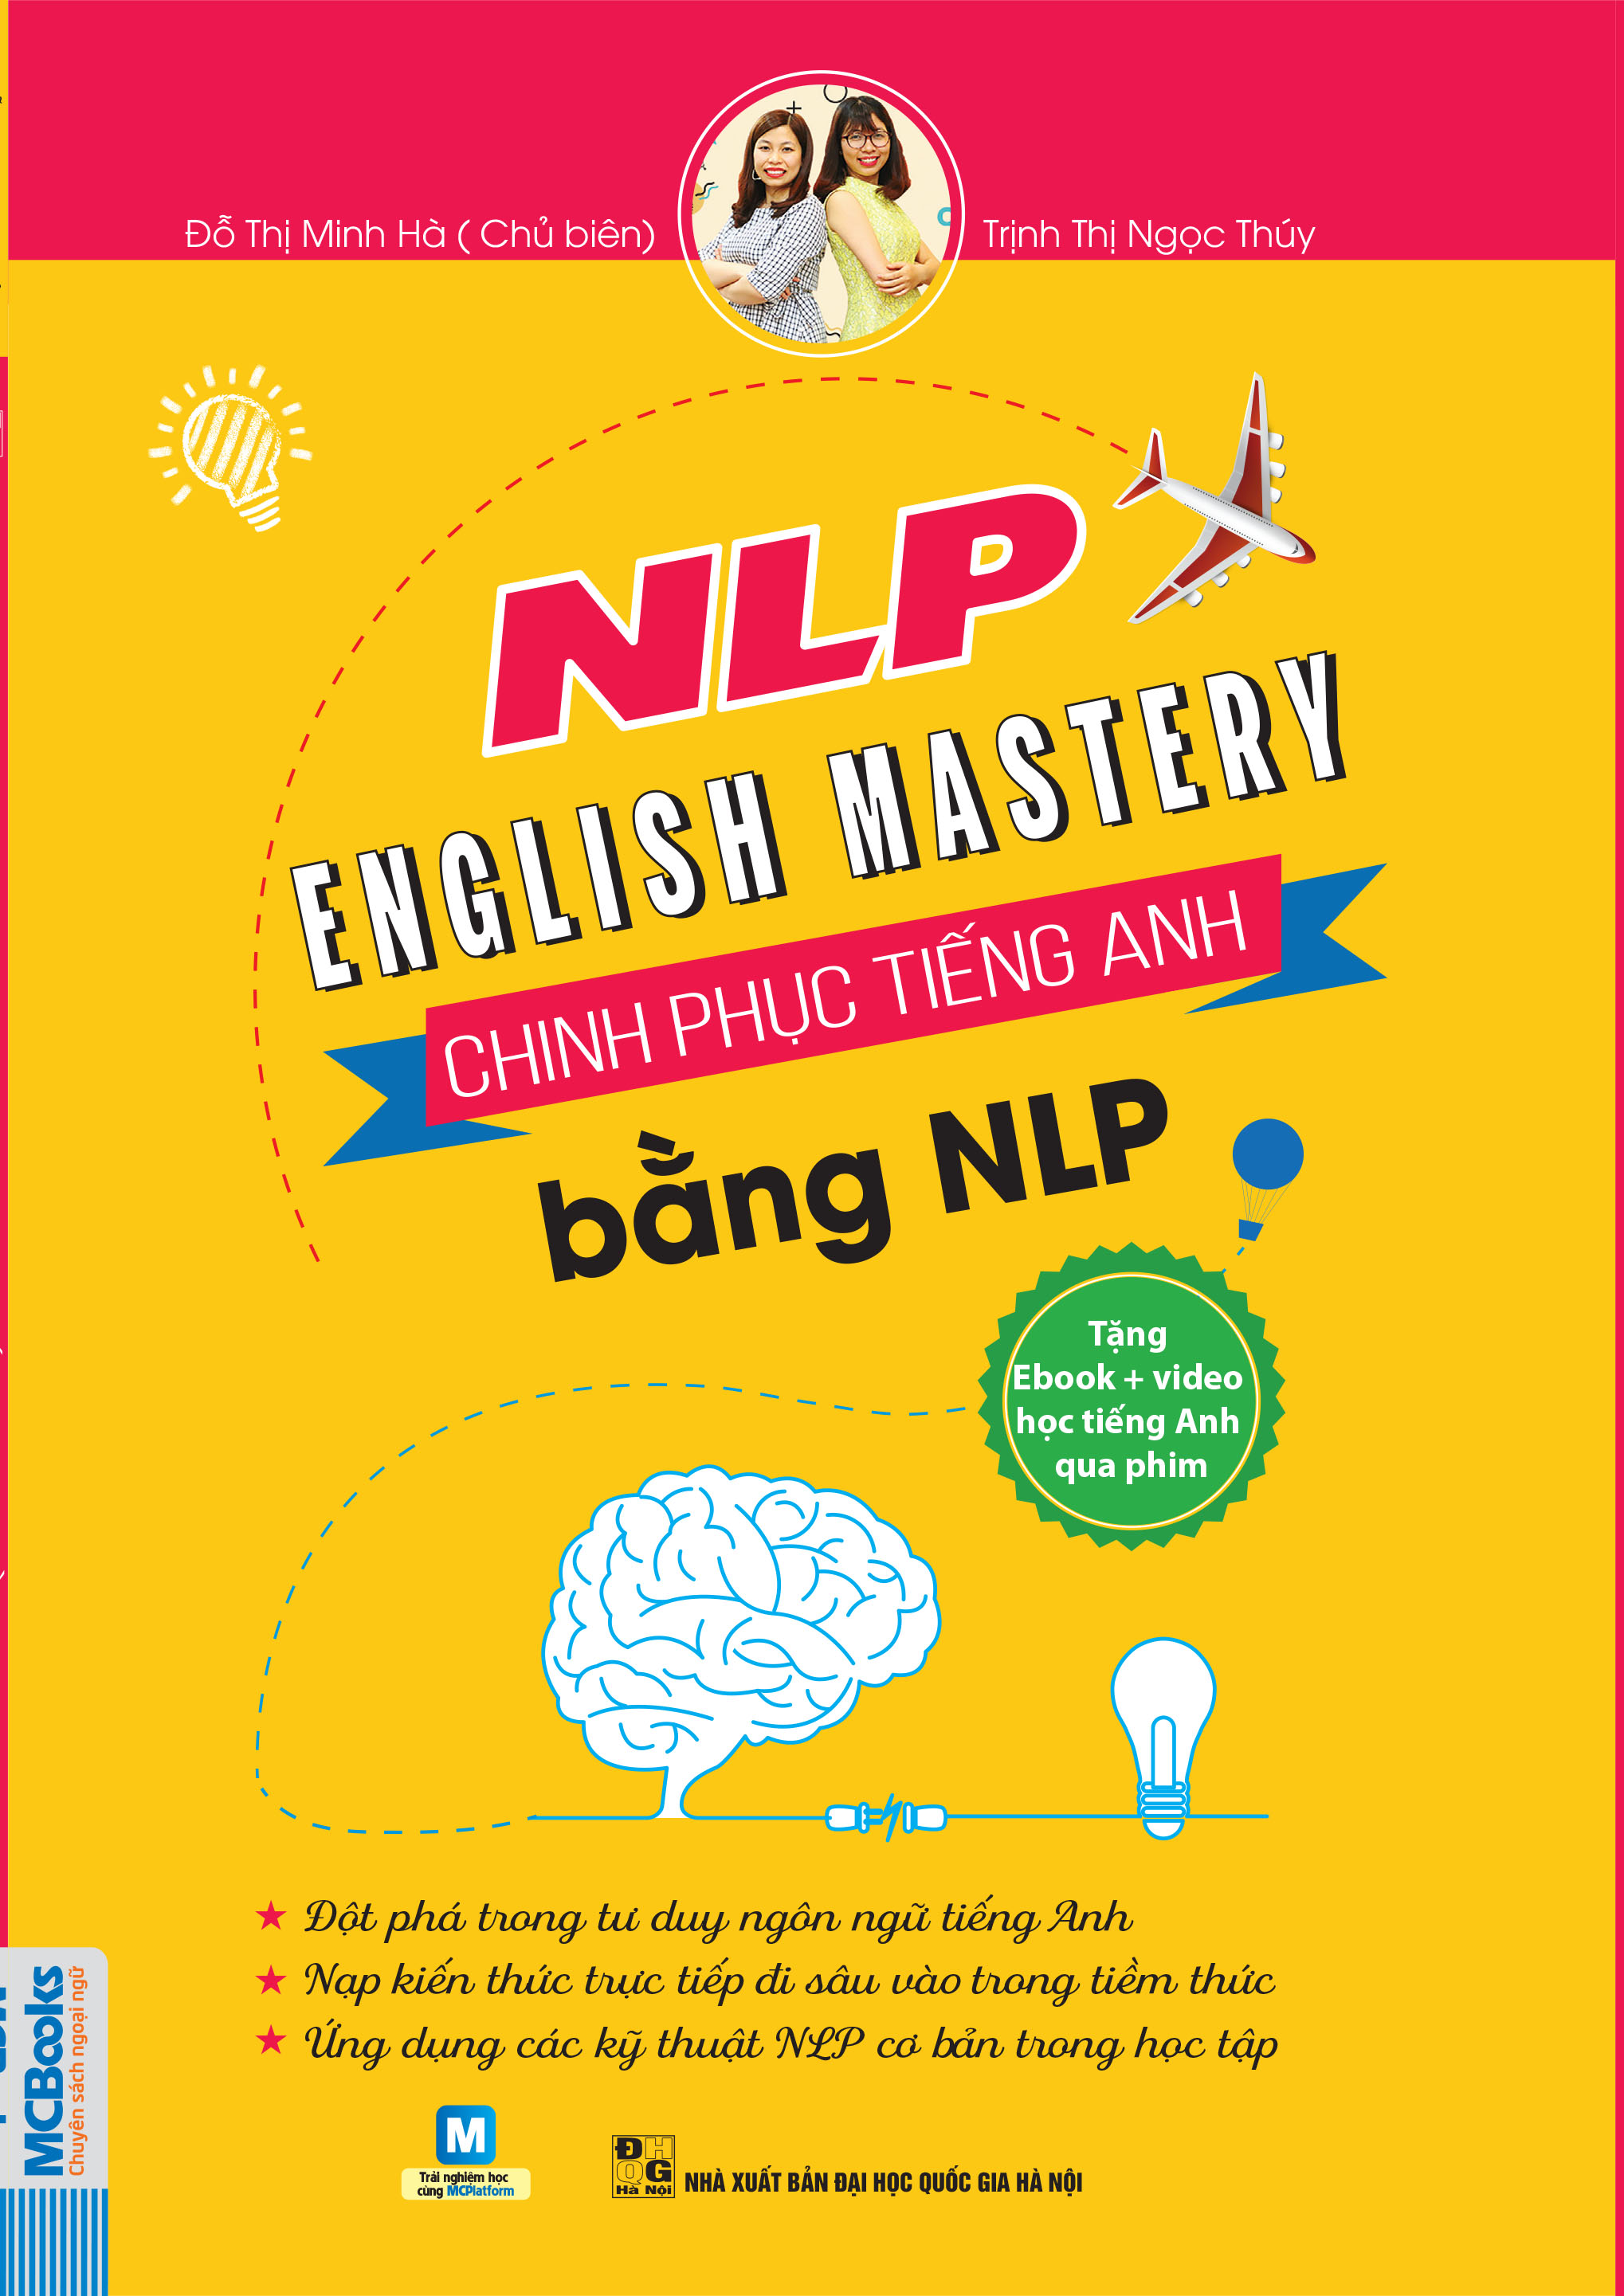 Đỗ Thị Minh Hà ( Chủ biên)
Trịnh Thị Ngọc Thúy
NLP
ENGLISH MASTERY
CHINH PHỤC TIẾNG ANH
bằng NLP
Tặng
Ebook + video
học tiếng Anh
qua phim
Đột phá trong tư duy ngôn ngữ tiếng Anh
Nạp kiến thức trực tiếp đi sâu vào trong tiềm thức
Ứng dụng các kỹ thuật NLP cơ bản trong học tập
MCBooks
Chuyên sách ngoại ngữ
M
Trải nghiệm học
cùng MCPlatform
ĐH
QG
Hà Nội
NHÀ XUẤT BẢN ĐẠI HỌC QUỐC GIA HÀ NỘI